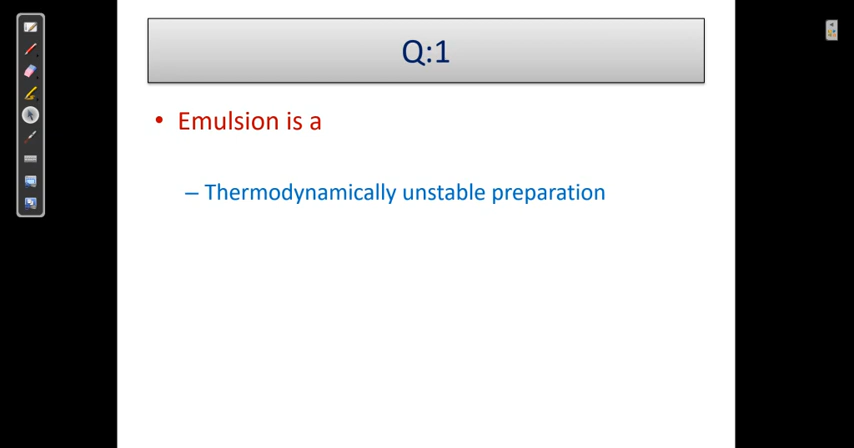 Q:1
• Emulsion is a
– Thermodynamically unstable preparation